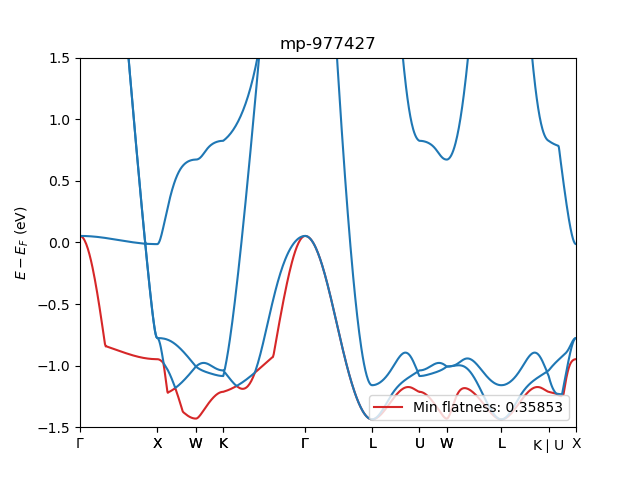 mp-977427
E − E_F (eV)
1.5
1.0
0.5
0.0
−0.5
−1.0
−1.5
Min flatness: 0.35853
Γ X W K Γ L U W L K | U X